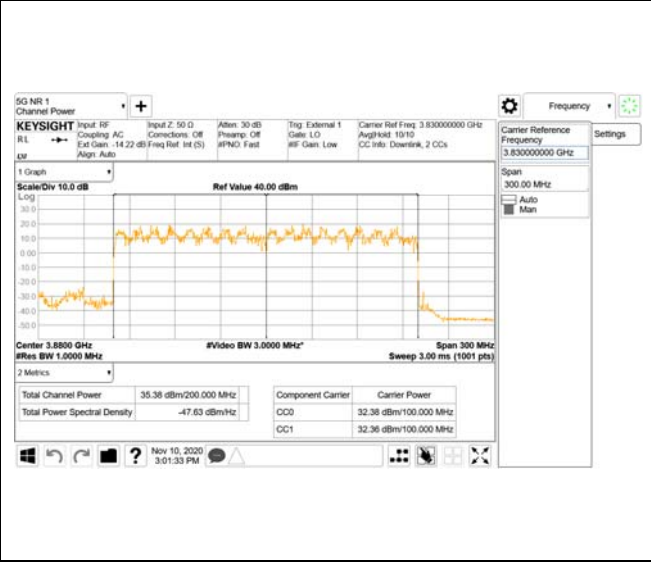 5G NR 1
Channel Power
Frequency
Settings
KEYSIGHT
RL
Input: RF
Coupling: AC
Ext Gain: -14.22 dB
Align: Auto
Input Z: 50 Ω
Corrections: Off
Freq Ref: Int (S)
Atten: 30 dB
Preamp: Off
#PNO: Fast
Trig: External 1
Gate: LO
#IF Gain: Low
Carrier Ref Freq: 3.830000000 GHz
Avg|Hold: 10/10
CC Info: Downlink, 2 CCs
Carrier Reference
Frequency
3.830000000 GHz
Span
300.00 MHz
Auto
Man
1 Graph
Scale/Div 10.0 dB
Ref Value 40.00 dBm
Log
30.0
20.0
10.0
0.00
-10.0
-20.0
-30.0
-40.0
-50.0
Center 3.8800 GHz
#Video BW 3.0000 MHz*
Span 300 MHz
#Res BW 1.0000 MHz
Sweep 3.00 ms (1001 pts)
2 Metrics
Total Channel Power 35.38 dBm/200.000 MHz
Total Power Spectral Density -47.63 dBm/Hz
Component Carrier Carrier Power
CC0 32.38 dBm/100.000 MHz
CC1 32.36 dBm/100.000 MHz
?
Nov 10, 2020
3:01:33 PM